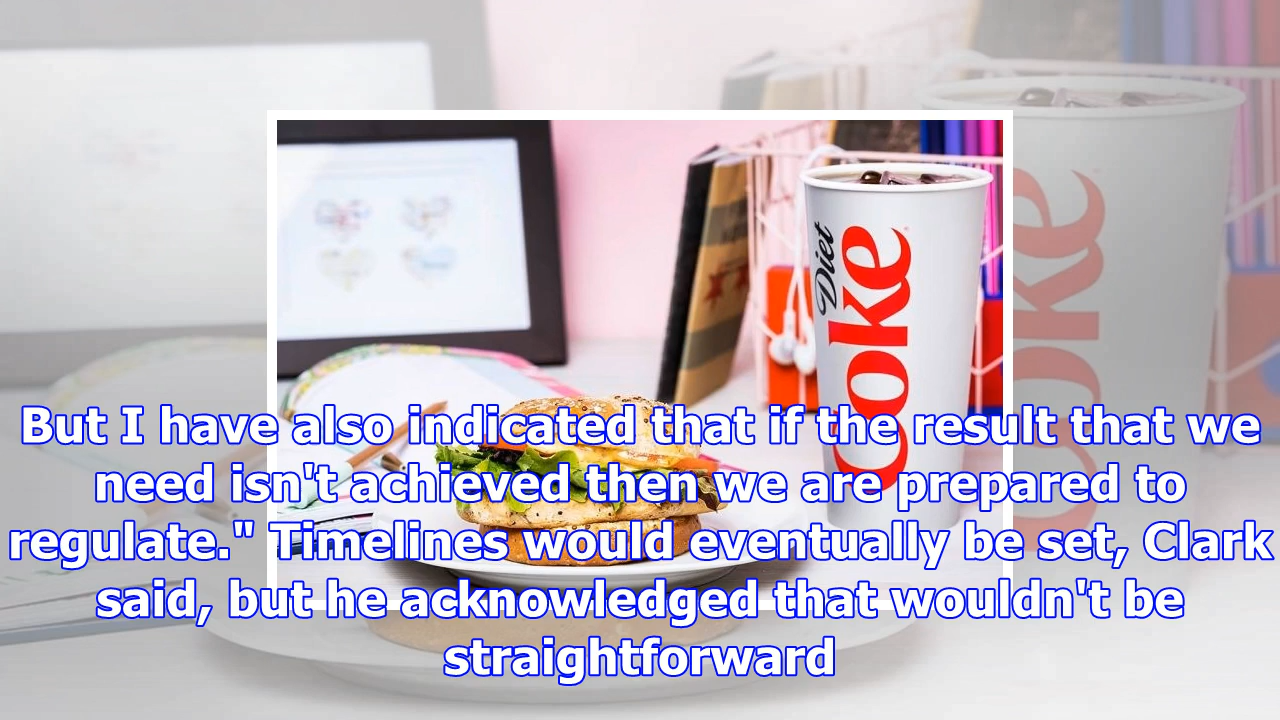 Diet
Coke
But I have also indicated that if the result that we
need isn't achieved then we are prepared to
regulate." Timelines would eventually be set, Clark
said, but he acknowledged that wouldn't be
straightforward